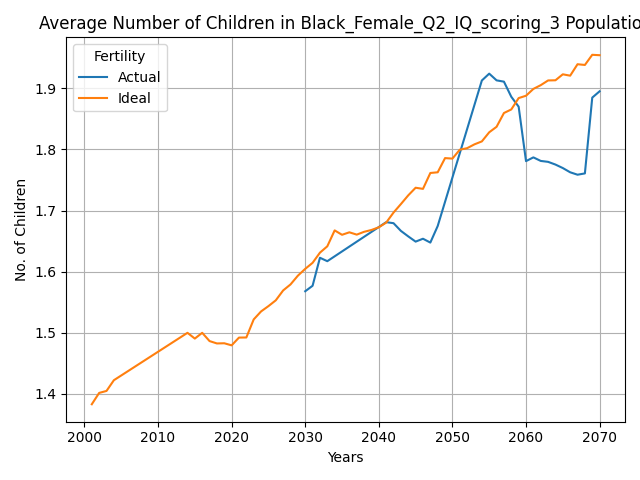 Average Number of Children in Black_Female_Q2_IQ_scoring_3 Populatio
Fertility
Actual
Ideal
No. of Children
1.9
1.8
1.7
1.6
1.5
1.4
2000 2010 2020 2030 2040 2050 2060 2070
Years